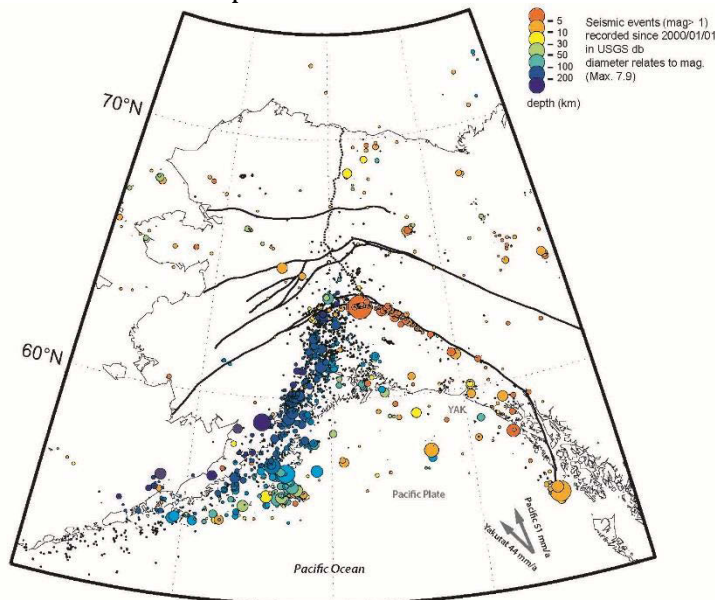 5
10
30
50
100
200
depth (km)
Seismic events (mag> 1)
recorded since 2000/01/01
in USGS db
diameter relates to mag.
(Max. 7.9)
70°N
60°N
YAK
Pacific Plate
Pacific 51 mm/a
Yakutat 44 mm/a
Pacific Ocean